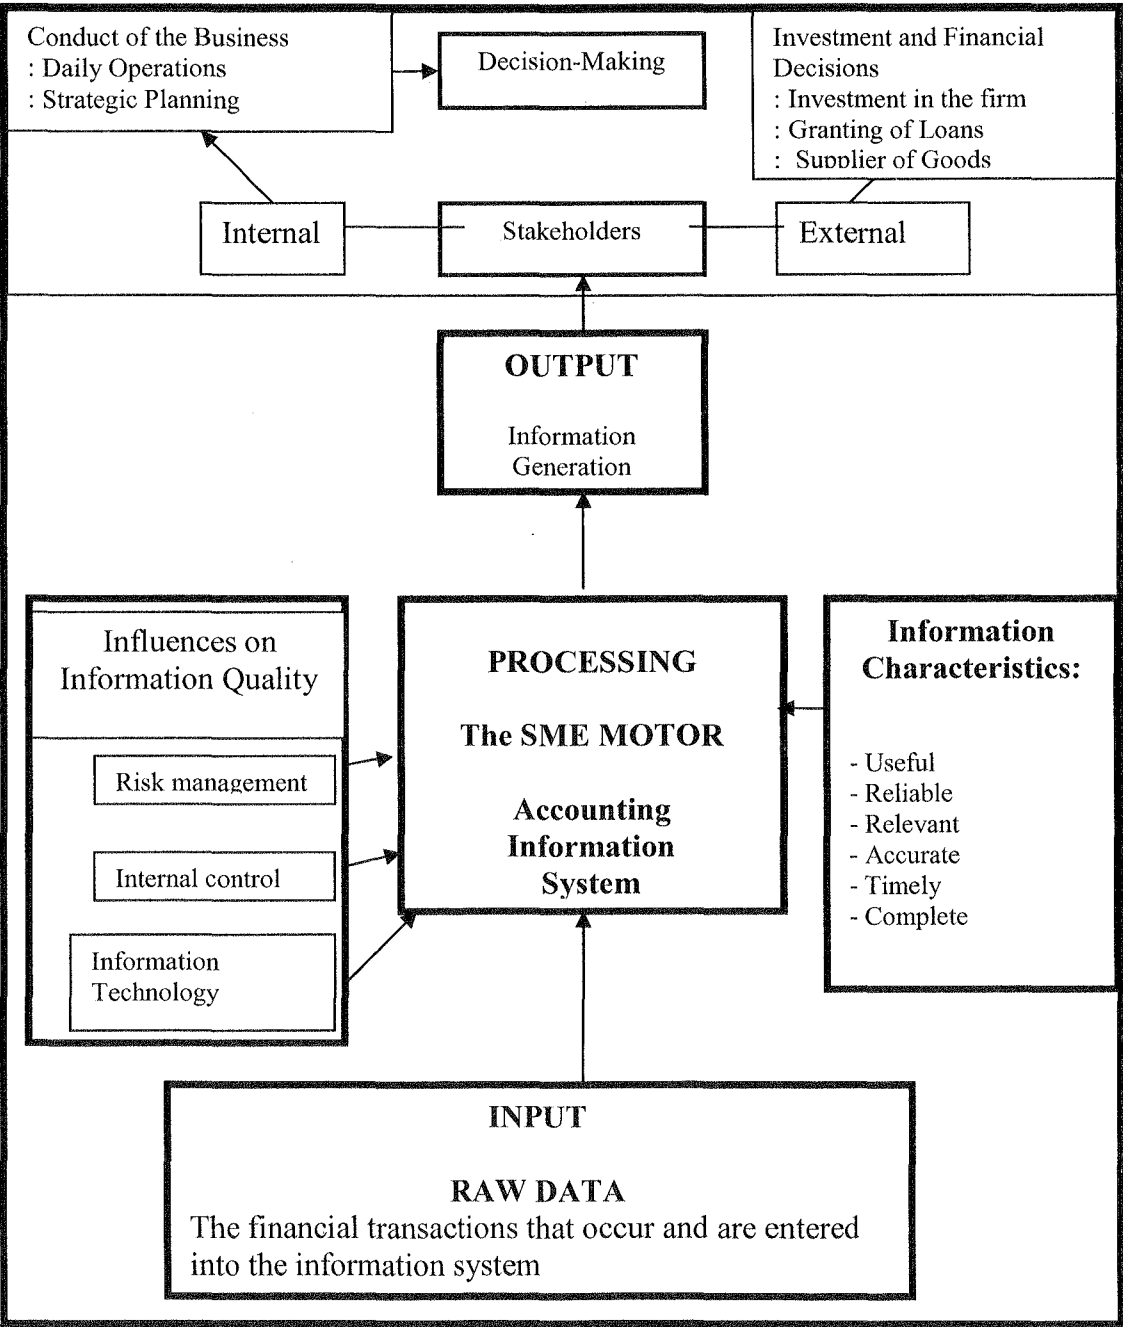 Conduct of the Business
: Daily Operations
: Strategic Planning
Decision-Making
Investment and Financial
Decisions
: Investment in the firm
: Granting of Loans
: Supplier of Goods
Internal
Stakeholders
External
OUTPUT
Information
Generation
Influences on
Information Quality
Risk management
Internal control
Information
Technology
PROCESSING
The SME MOTOR
Accounting
Information
System
Information
Characteristics:
- Useful
- Reliable
- Relevant
- Accurate
- Timely
- Complete
INPUT
RAW DATA
The financial transactions that occur and are entered
into the information system